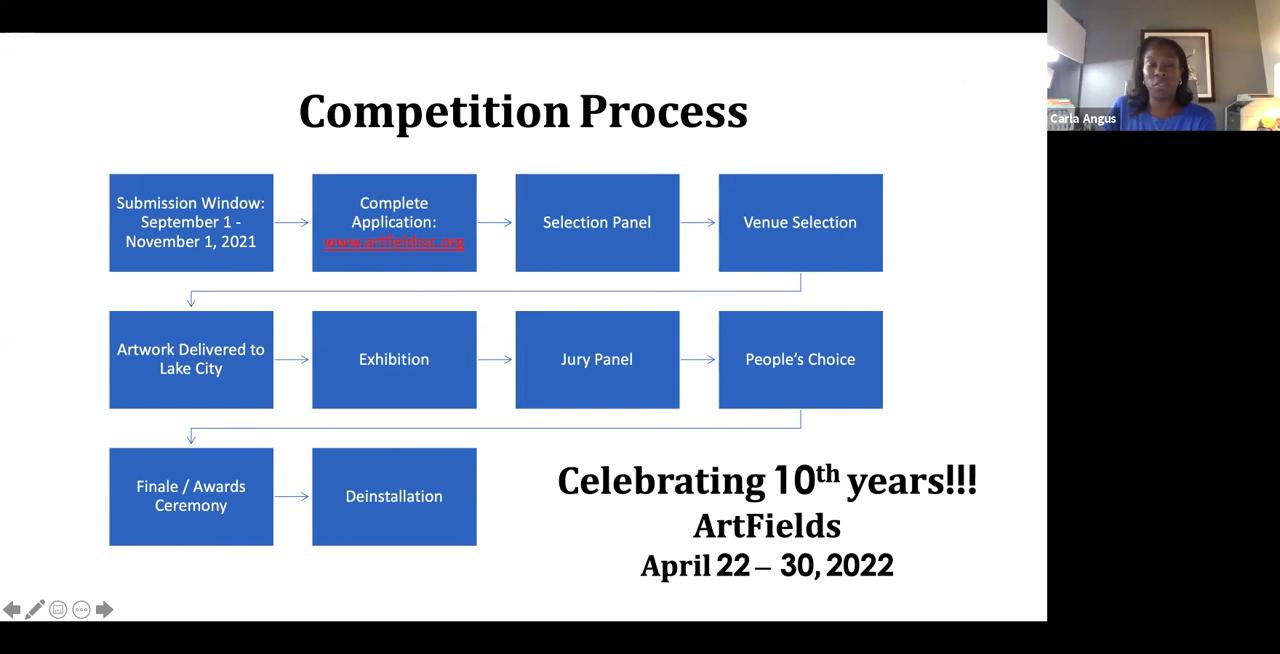 Competition Process
Carla Angus
Submission Window:
September 1 -
November 1, 2021
Complete
Application:
www.artfieldssc.org
Selection Panel
Venue Selection
Artwork Delivered to
Lake City
Exhibition
Jury Panel
People’s Choice
Finale / Awards
Ceremony
Deinstallation
Celebrating 10th years!!!
ArtFields
April 22 – 30, 2022